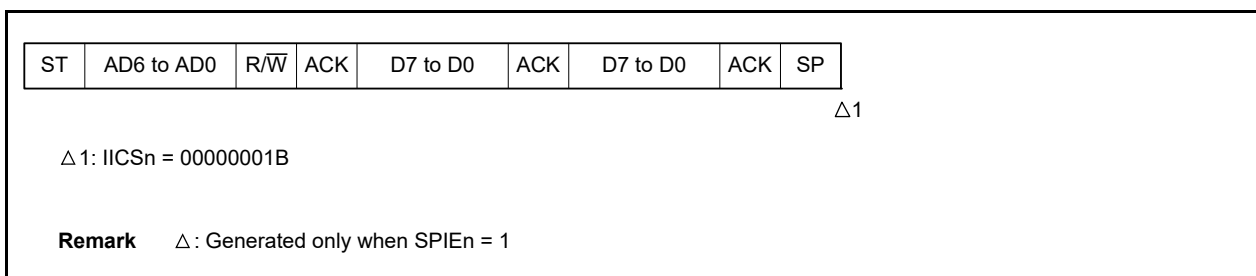 ST AD6 to AD0 R/W̅ ACK D7 to D0 ACK D7 to D0 ACK SP
△1
△1: IICSn = 00000001B
Remark △: Generated only when SPIEn = 1